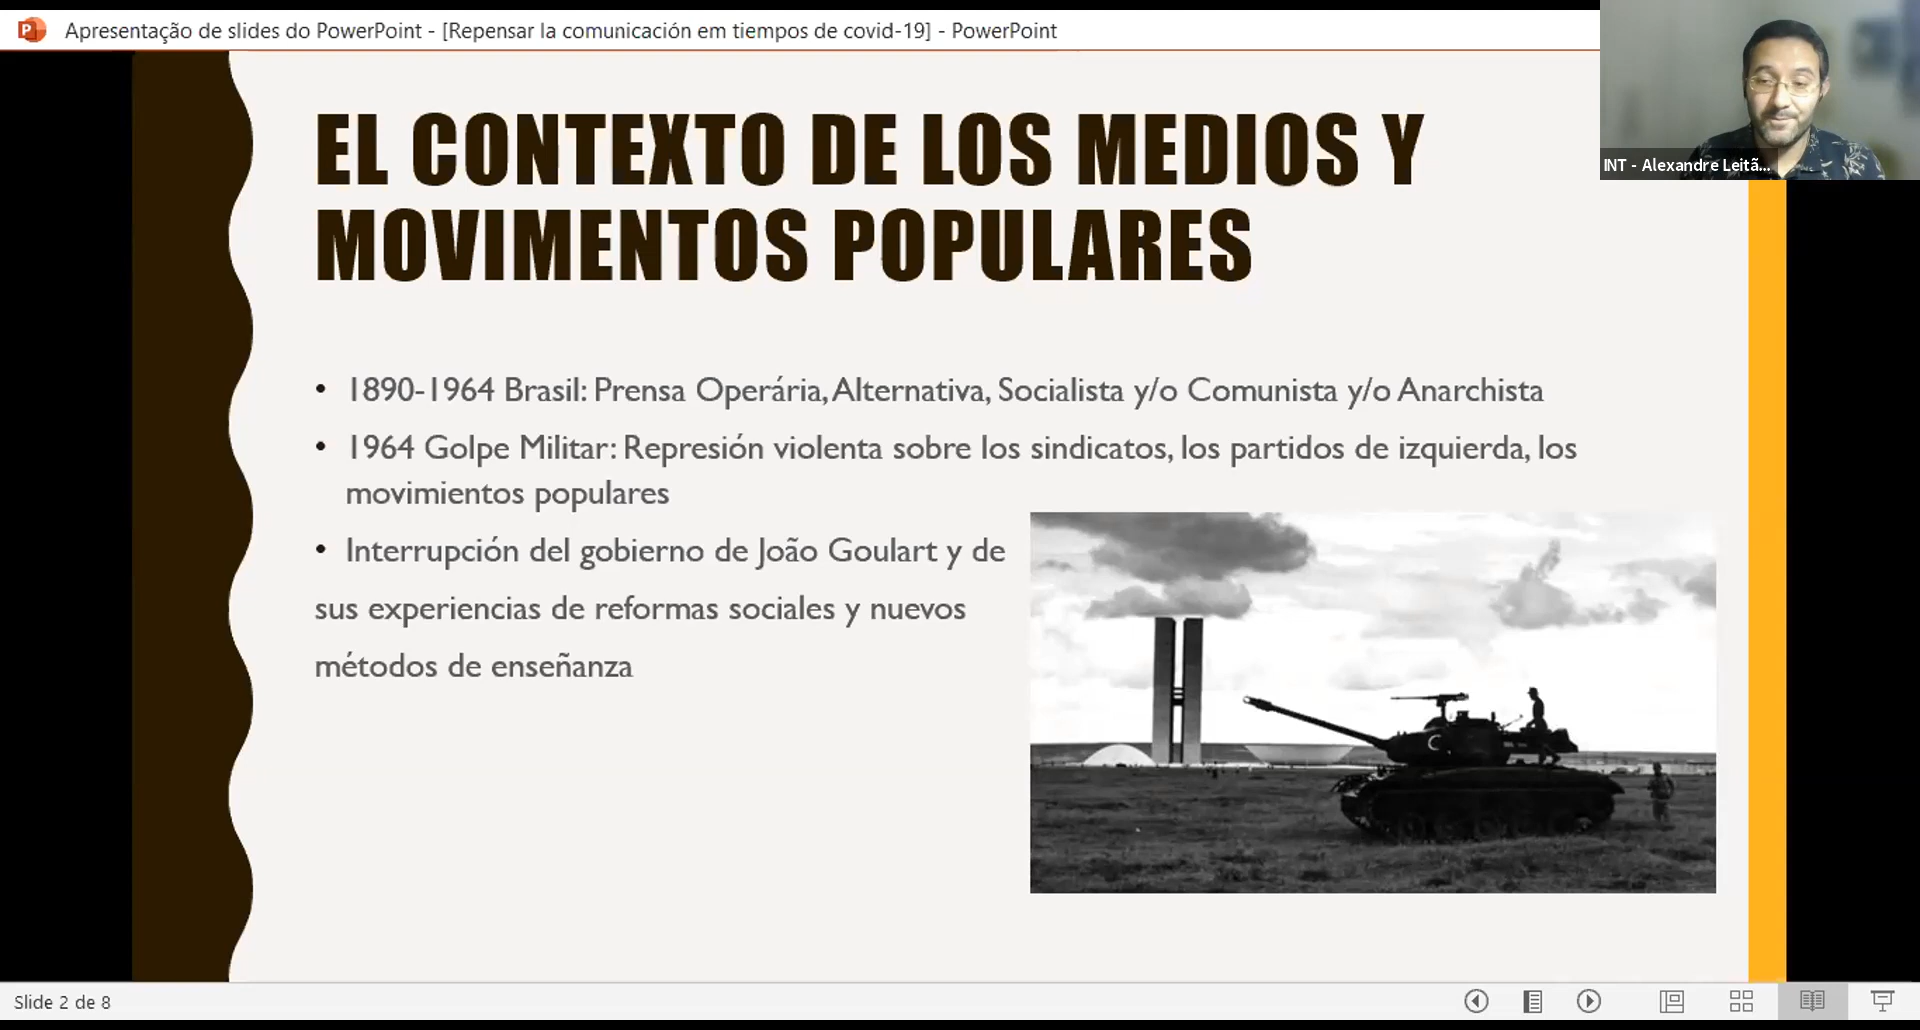 Apresentação de slides do PowerPoint - [Repensar la comunicación em tiempos de covid-19] - PowerPoint
INT - Alexandre Leitã...
EL CONTEXTO DE LOS MEDIOS Y
MOVIMENTOS POPULARES
• 1890-1964 Brasil: Prensa Operária, Alternativa, Socialista y/o Comunista y/o Anarchista
• 1964 Golpe Militar: Represión violenta sobre los sindicatos, los partidos de izquierda, los
movimientos populares
• Interrupción del gobierno de João Goulart y de
sus experiencias de reformas sociales y nuevos
métodos de enseñanza
Slide 2 de 8